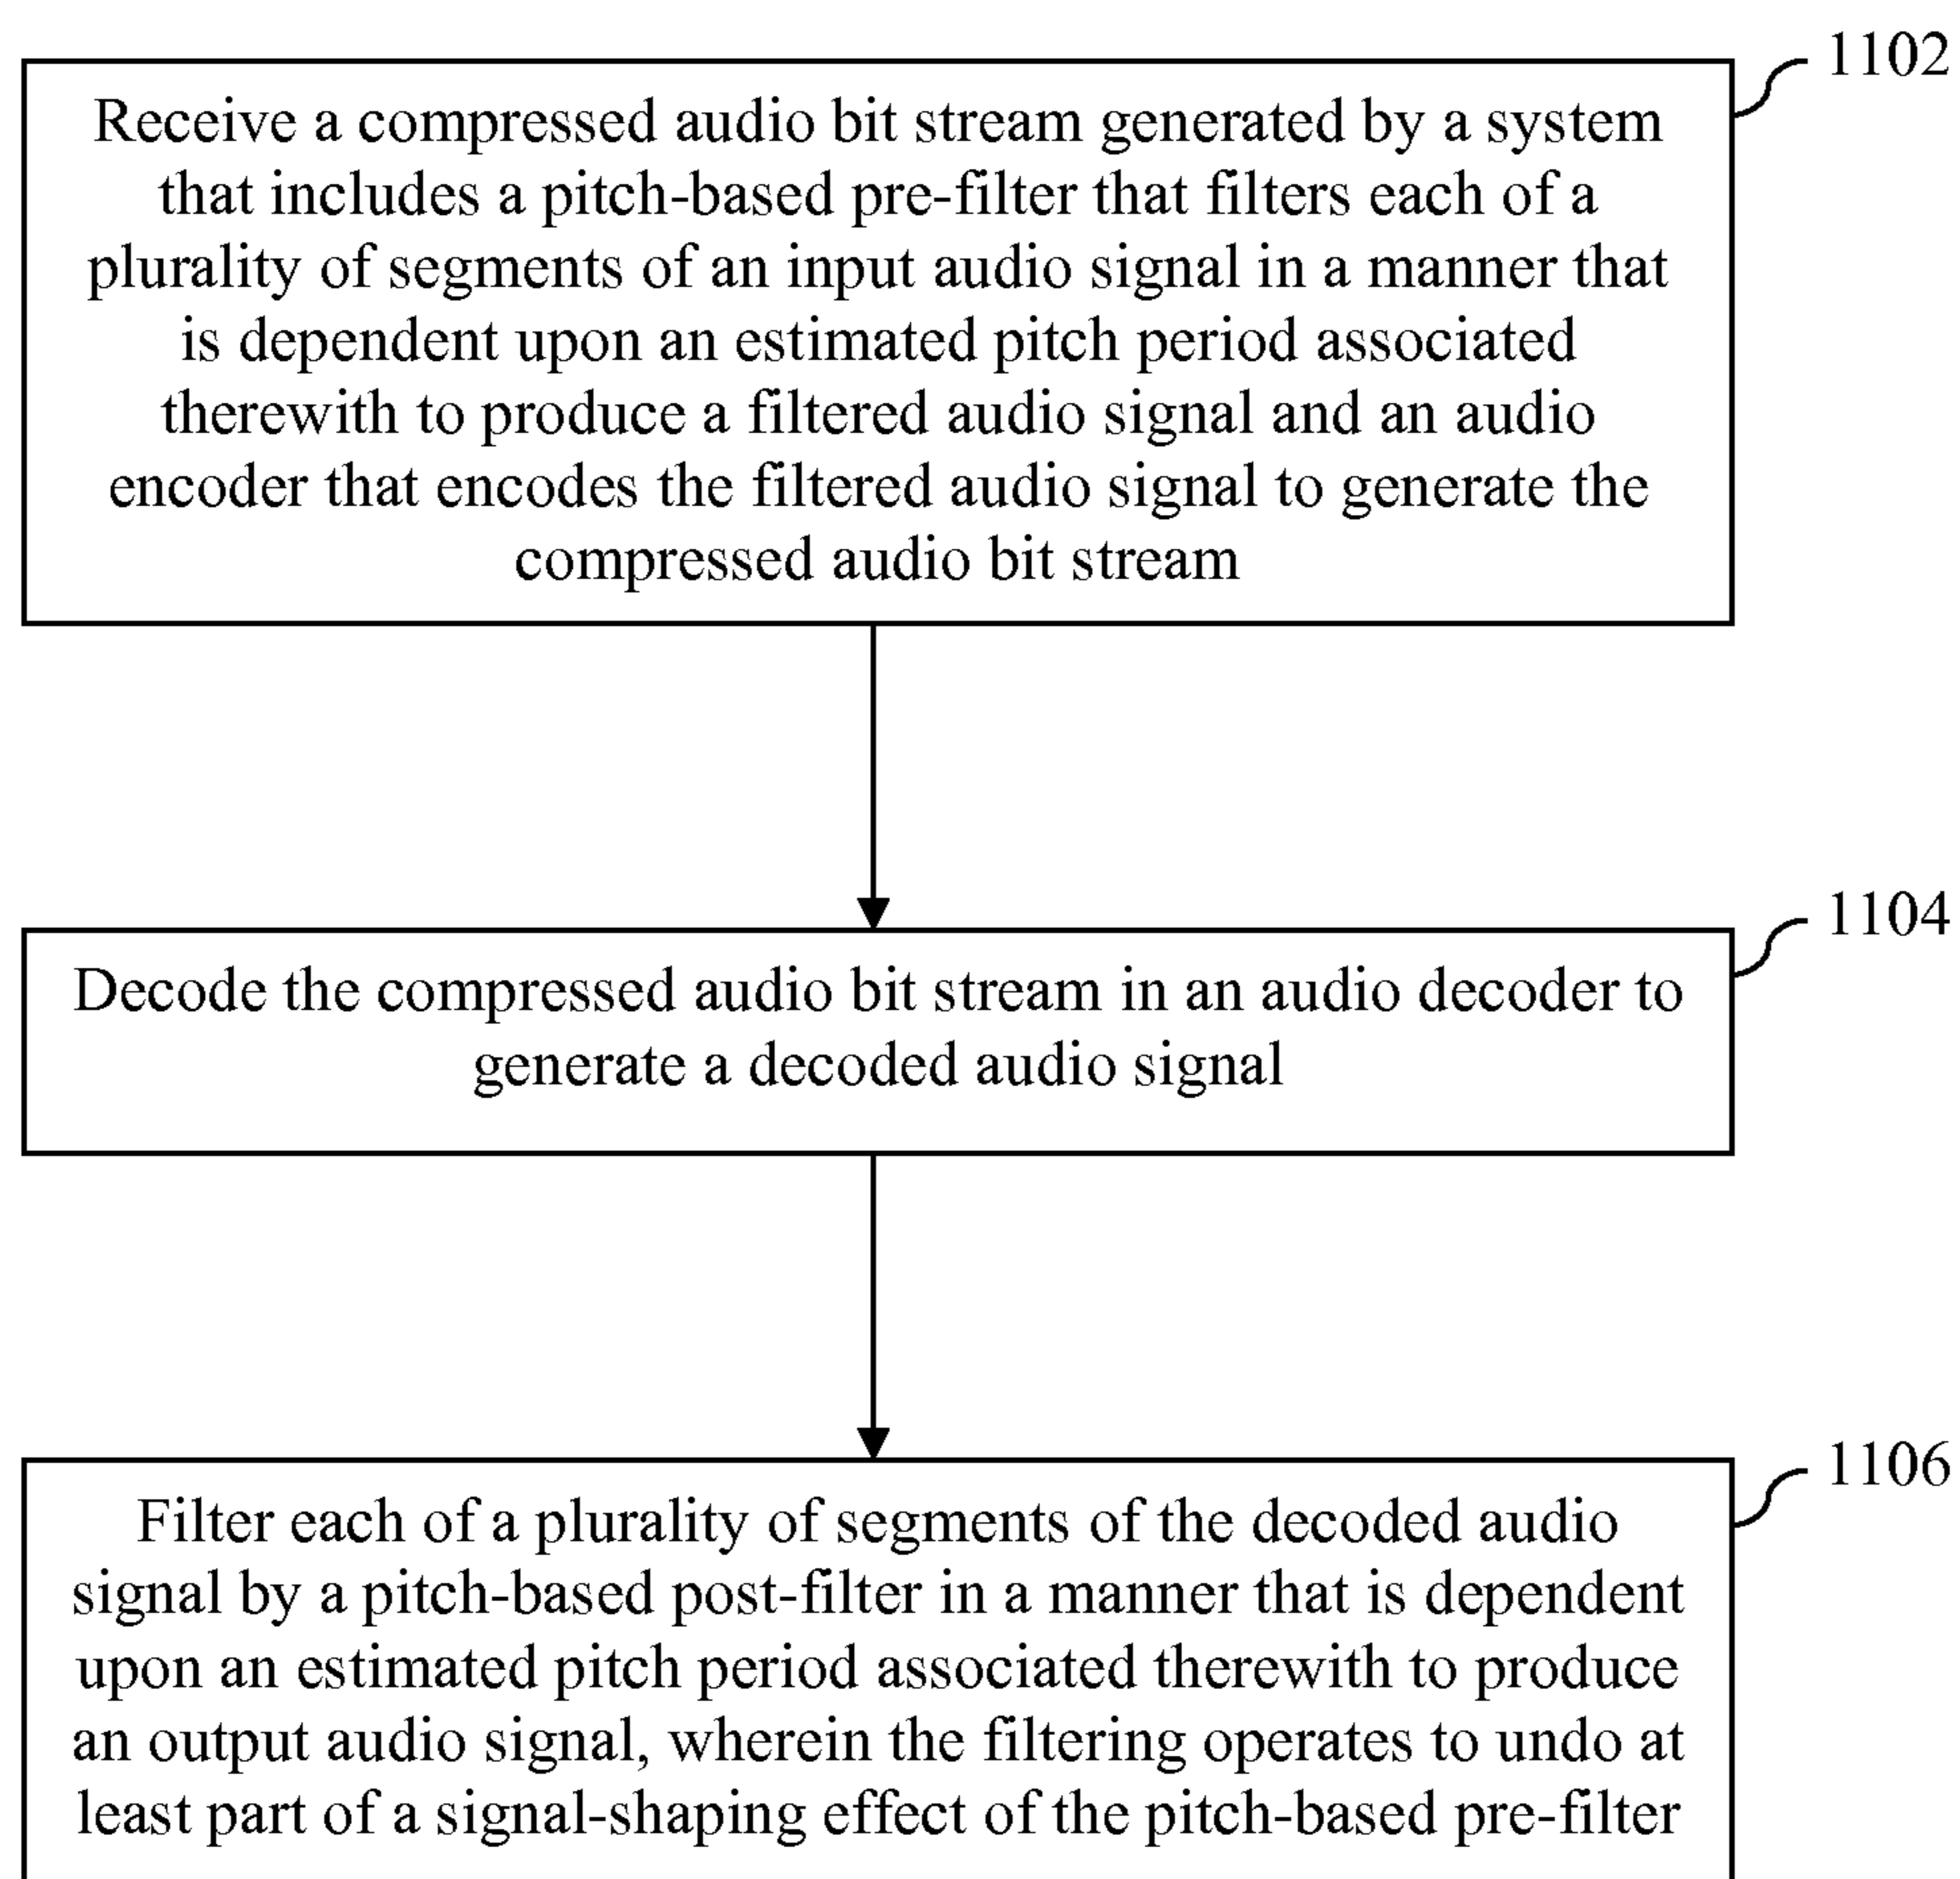 1102
Receive a compressed audio bit stream generated by a system
that includes a pitch-based pre-filter that filters each of a
plurality of segments of an input audio signal in a manner that
is dependent upon an estimated pitch period associated
therewith to produce a filtered audio signal and an audio
encoder that encodes the filtered audio signal to generate the
compressed audio bit stream
1104
Decode the compressed audio bit stream in an audio decoder to
generate a decoded audio signal
1106
Filter each of a plurality of segments of the decoded audio
signal by a pitch-based post-filter in a manner that is dependent
upon an estimated pitch period associated therewith to produce
an output audio signal, wherein the filtering operates to undo at
least part of a signal-shaping effect of the pitch-based pre-filter